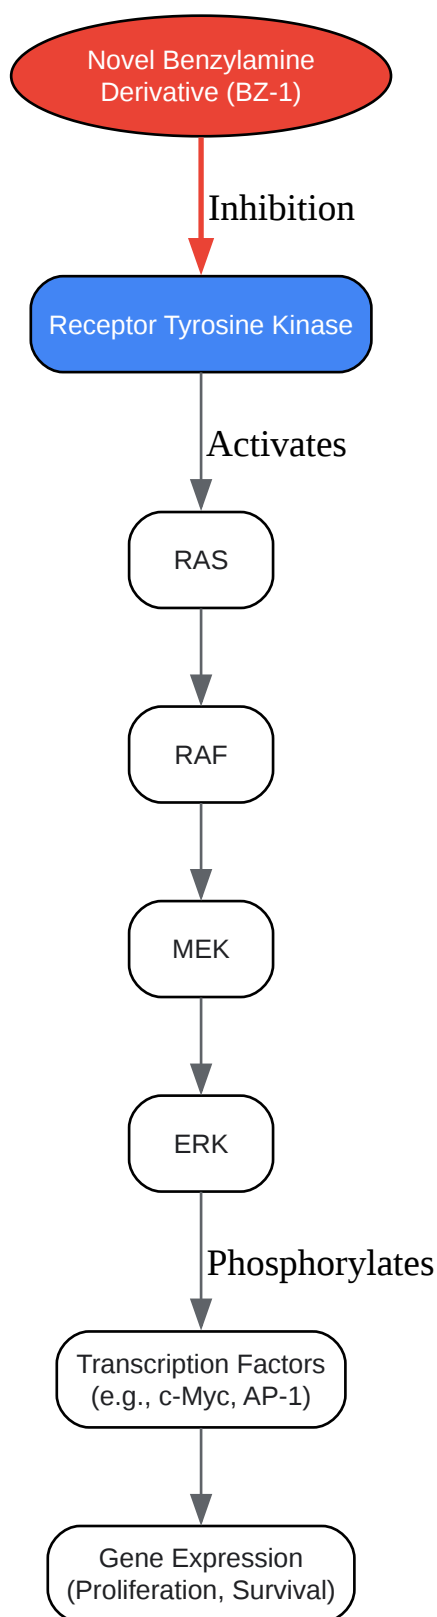 Novel Benzylamine
Derivative (BZ-1)
Inhibition
Receptor Tyrosine Kinase
Activates
RAS
RAF
MEK
ERK
Phosphorylates
Transcription Factors
(e.g., c-Myc, AP-1)
Gene Expression
(Proliferation, Survival)